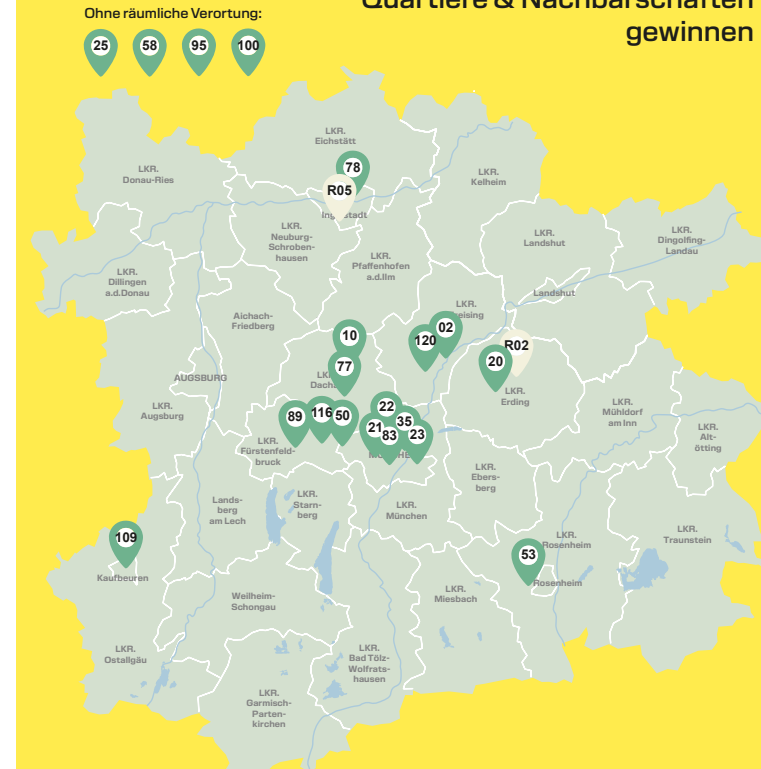 Ohne räumliche Verortung:
Quartiere & Nachbarschaften
gewinnen
25 58 95 100
LKR.
Eichstätt
LKR.
Donau-Ries
78
LKR.
Kelheim
R05
LKR.
Neuburg-
Schroben-
hausen
LKR.
Landshut
LKR.
Dingolfing-
Landau
LKR.
Pfaffenhofen
a.d.Ilm
LKR.
Dillingen
a.d.Donau
Landshut
Aichach-
Friedberg
LKR.
02
10
120
R02
20
77
AUGSBURG
LKR.
Erding
LKR.
Augsburg
LKR.
Mühldorf
am Inn
89 116 50
22
35
21 83 23
LKR.
Alt-
ötting
LKR.
Fürstenfeld-
bruck
LKR.
Ebers-
berg
Lands-
berg
am Lech
LKR.
Starn-
berg
LKR.
München
109
Kaufbeuren
53
LKR.
Rosenheim
LKR.
Traunstein
Rosenheim
Weilheim-
Schongau
LKR.
Miesbach
LKR.
Ostallgäu
LKR.
Bad Tölz-
Wolfrats-
hausen
LKR.
Garmisch-
Parten-
kirchen